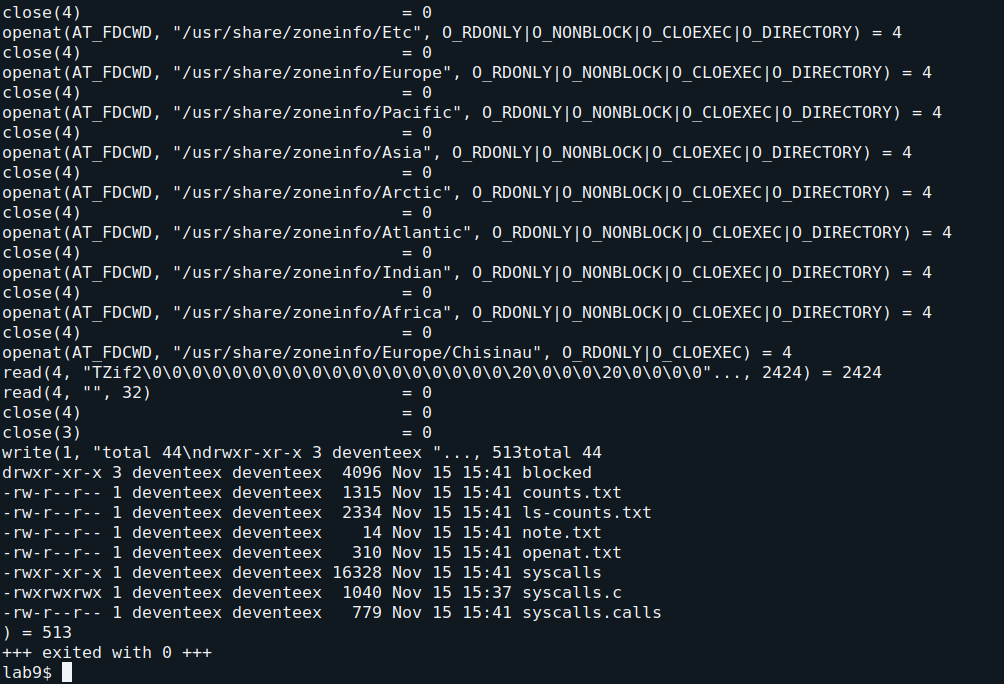 close(4)                                = 0
openat(AT_FDCWD, "/usr/share/zoneinfo/Etc", O_RDONLY|O_NONBLOCK|O_CLOEXEC|O_DIRECTORY) = 4
close(4)                                = 0
openat(AT_FDCWD, "/usr/share/zoneinfo/Europe", O_RDONLY|O_NONBLOCK|O_CLOEXEC|O_DIRECTORY) = 4
close(4)                                = 0
openat(AT_FDCWD, "/usr/share/zoneinfo/Pacific", O_RDONLY|O_NONBLOCK|O_CLOEXEC|O_DIRECTORY) = 4
close(4)                                = 0
openat(AT_FDCWD, "/usr/share/zoneinfo/Asia", O_RDONLY|O_NONBLOCK|O_CLOEXEC|O_DIRECTORY) = 4
close(4)                                = 0
openat(AT_FDCWD, "/usr/share/zoneinfo/Arctic", O_RDONLY|O_NONBLOCK|O_CLOEXEC|O_DIRECTORY) = 4
close(4)                                = 0
openat(AT_FDCWD, "/usr/share/zoneinfo/Atlantic", O_RDONLY|O_NONBLOCK|O_CLOEXEC|O_DIRECTORY) = 4
close(4)                                = 0
openat(AT_FDCWD, "/usr/share/zoneinfo/Indian", O_RDONLY|O_NONBLOCK|O_CLOEXEC|O_DIRECTORY) = 4
close(4)                                = 0
openat(AT_FDCWD, "/usr/share/zoneinfo/Africa", O_RDONLY|O_NONBLOCK|O_CLOEXEC|O_DIRECTORY) = 4
close(4)                                = 0
openat(AT_FDCWD, "/usr/share/zoneinfo/Europe/Chisinau", O_RDONLY|O_CLOEXEC) = 4
read(4, "TZif2\0\0\0\0\0\0\0\0\0\0\0\0\0\0\0\0\0\0\20\0\0\0\20\0\0\0\0"..., 2424) = 2424
read(4, "", 32)                         = 0
close(4)                                = 0
close(3)                                = 0
write(1, "total 44\ndrwxr-xr-x 3 deventeex "..., 513total 44
drwxr-xr-x 3 deventeex deventeex  4096 Nov 15 15:41 blocked
-rw-r--r-- 1 deventeex deventeex  1315 Nov 15 15:41 counts.txt
-rw-r--r-- 1 deventeex deventeex  2334 Nov 15 15:41 ls-counts.txt
-rw-r--r-- 1 deventeex deventeex    14 Nov 15 15:41 note.txt
-rw-r--r-- 1 deventeex deventeex   310 Nov 15 15:41 openat.txt
-rwxr-xr-x 1 deventeex deventeex 16328 Nov 15 15:41 syscalls
-rwxrwxrwx 1 deventeex deventeex  1040 Nov 15 15:37 syscalls.c
-rw-r--r-- 1 deventeex deventeex   779 Nov 15 15:41 syscalls.calls
) = 513
+++ exited with 0 +++
lab9$